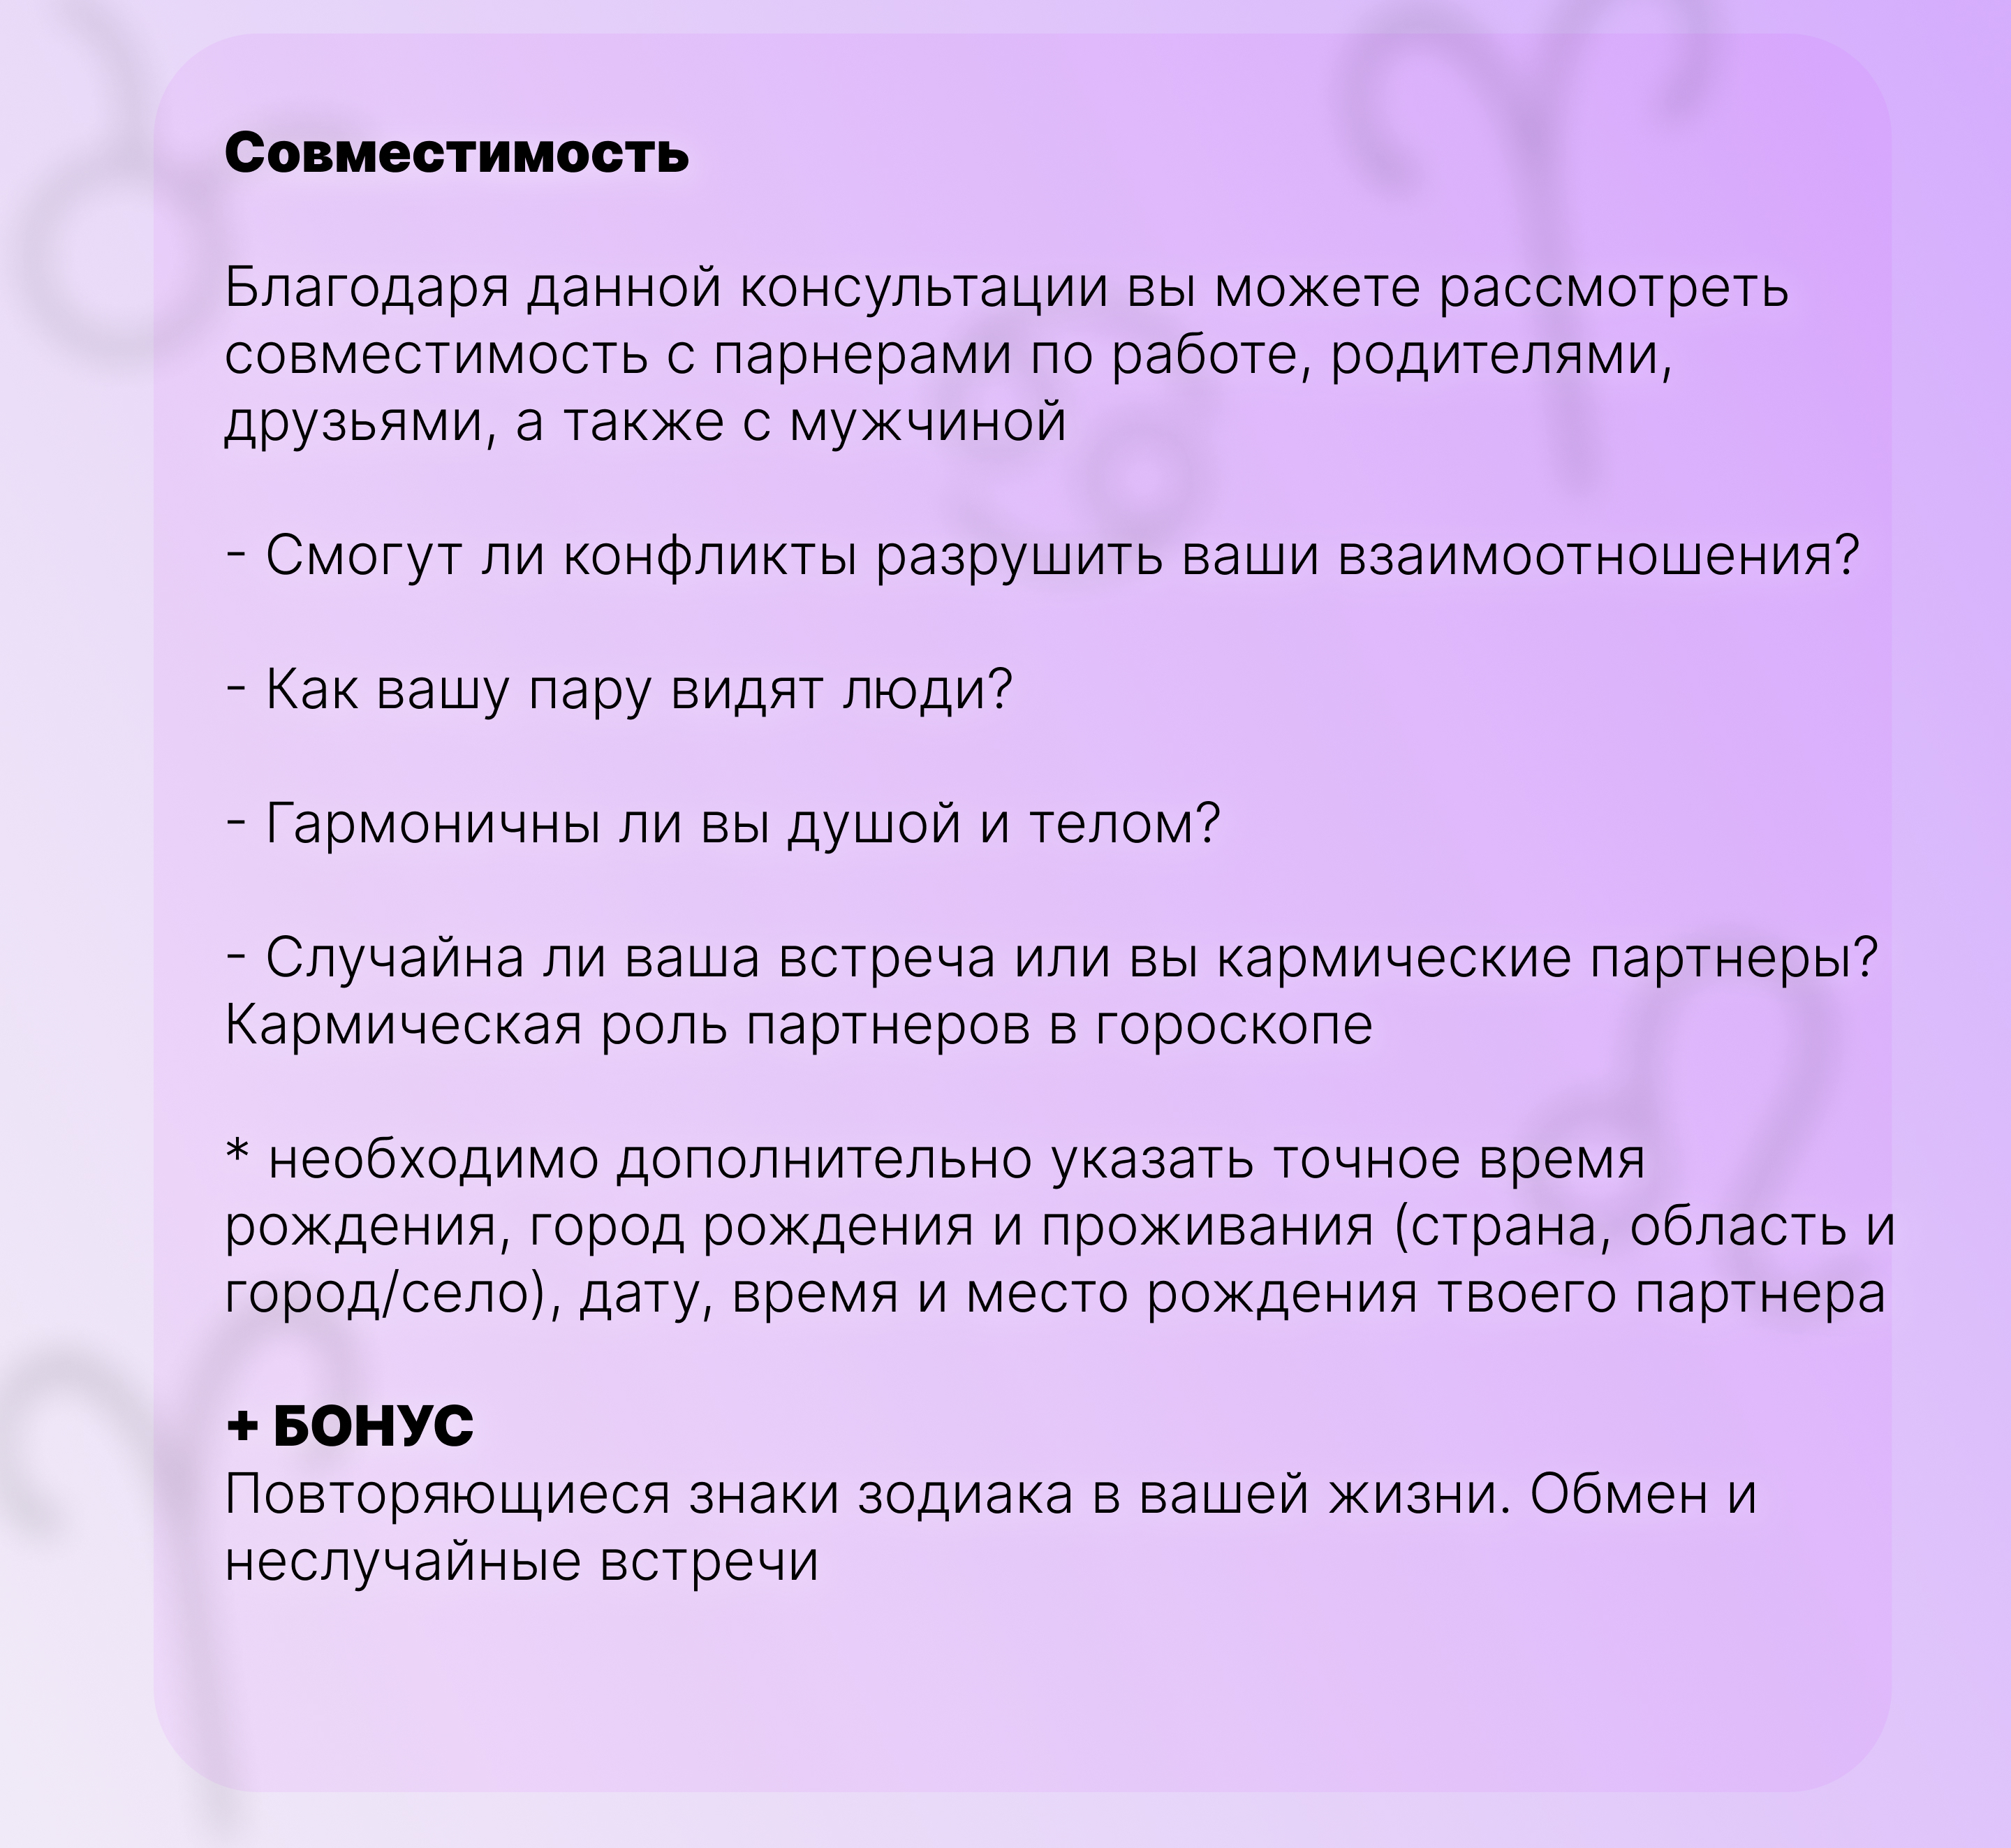 Совместимость
Благодаря данной консультации вы можете рассмотреть
совместимость с парнерами по работе, родителями,
друзьями, а также с мужчиной
- Смогут ли конфликты разрушить ваши взаимоотношения?
- Как вашу пару видят люди?
- Гармоничны ли вы душой и телом?
- Случайна ли ваша встреча или вы кармические партнеры?
Кармическая роль партнеров в гороскопе
* необходимо дополнительно указать точное время
рождения, город рождения и проживания (страна, область и
город/село), дату, время и место рождения твоего партнера
+ БОНУС
Повторяющиеся знаки зодиака в вашей жизни. Обмен и
неслучайные встречи